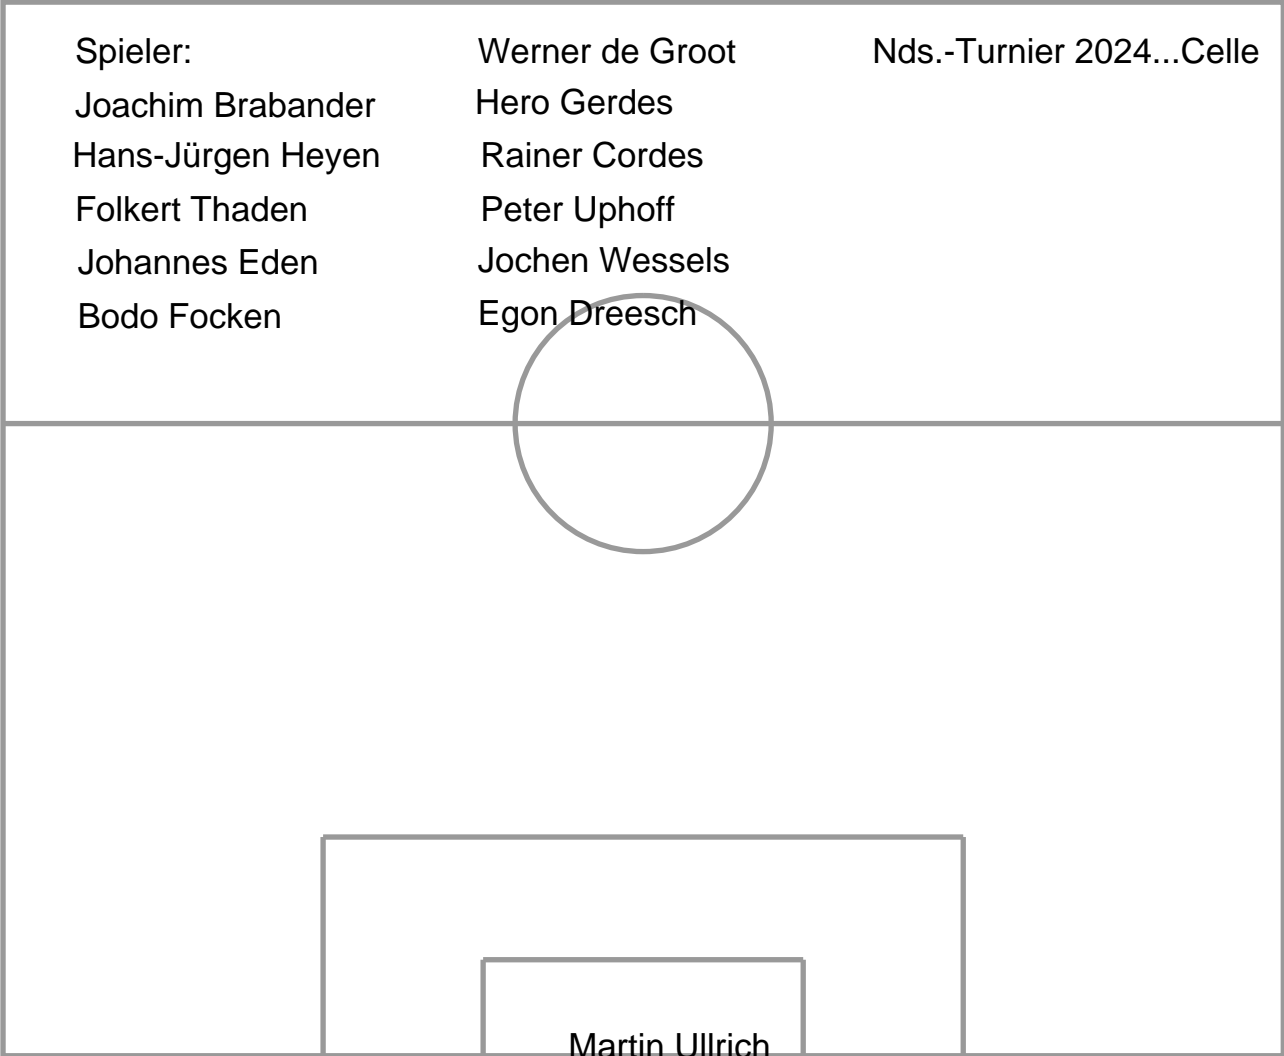 Spieler:
Joachim Brabander
Hans-Jürgen Heyen
Folkert Thaden
Johannes Eden
Bodo Focken
Werner de Groot
Hero Gerdes
Rainer Cordes
Peter Uphoff
Jochen Wessels
Egon Dreesch
Nds.-Turnier 2024...Celle
Martin Ullrich